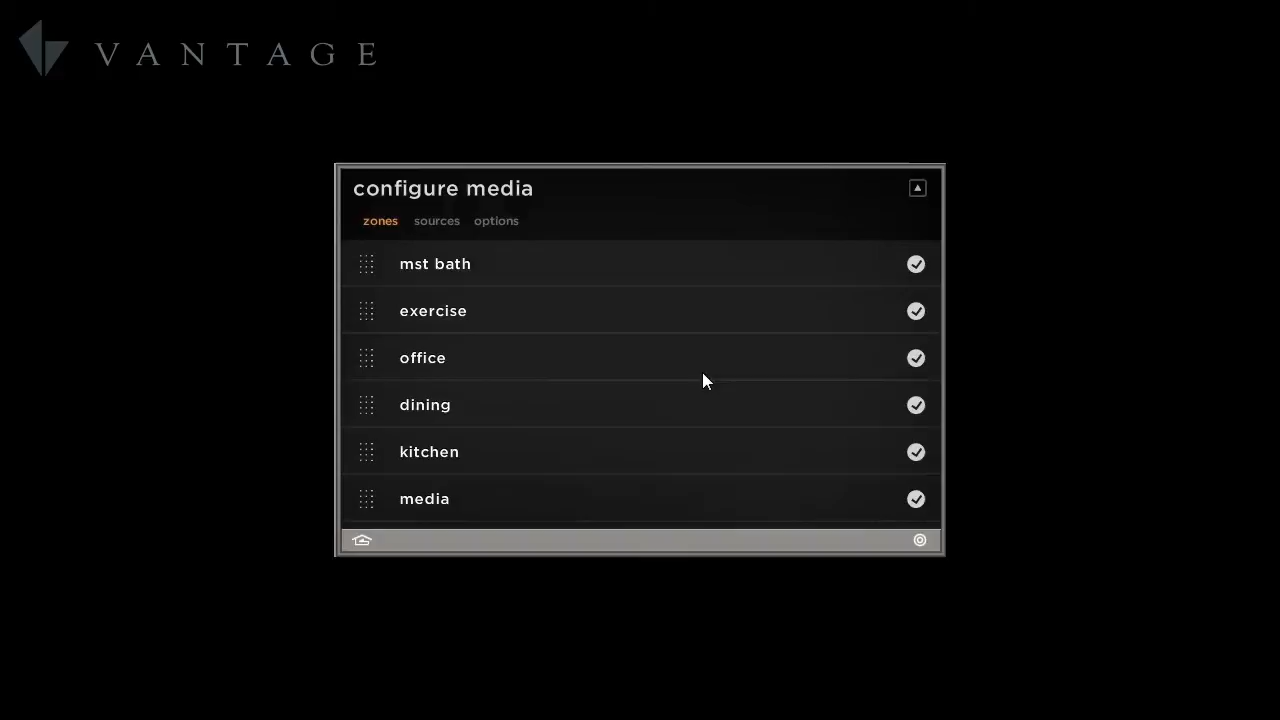 VANTAGE
configure media
zones sources options
mst bath
exercise
office
dining
kitchen
media